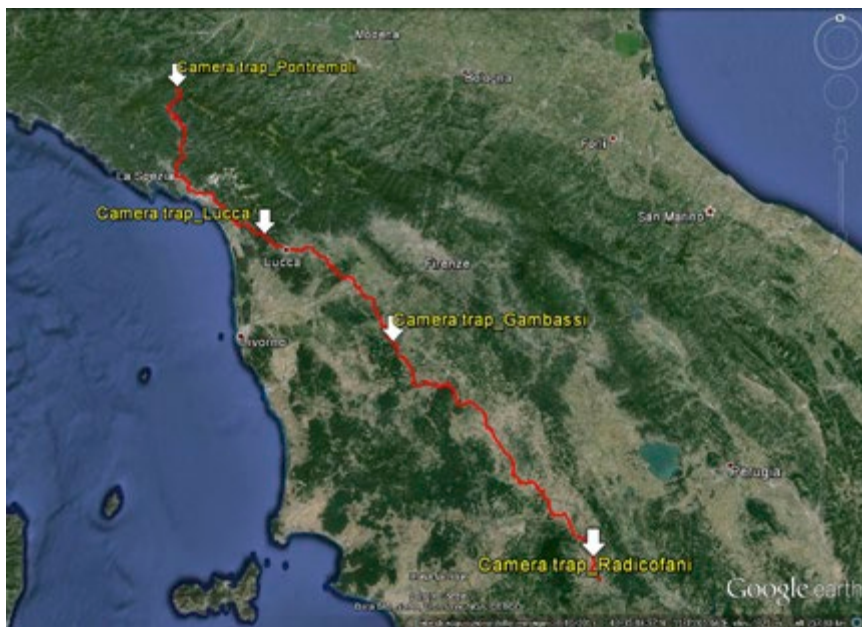 Modena
Camera trap_Pontremoli
Bologna
Forlì
La Spezia
Camera trap_Lucca
San Marino
Lucca
Firenze
Camera trap_Gambassi
Livorno
Perugia
Camera trap_Radicofani
Google earth